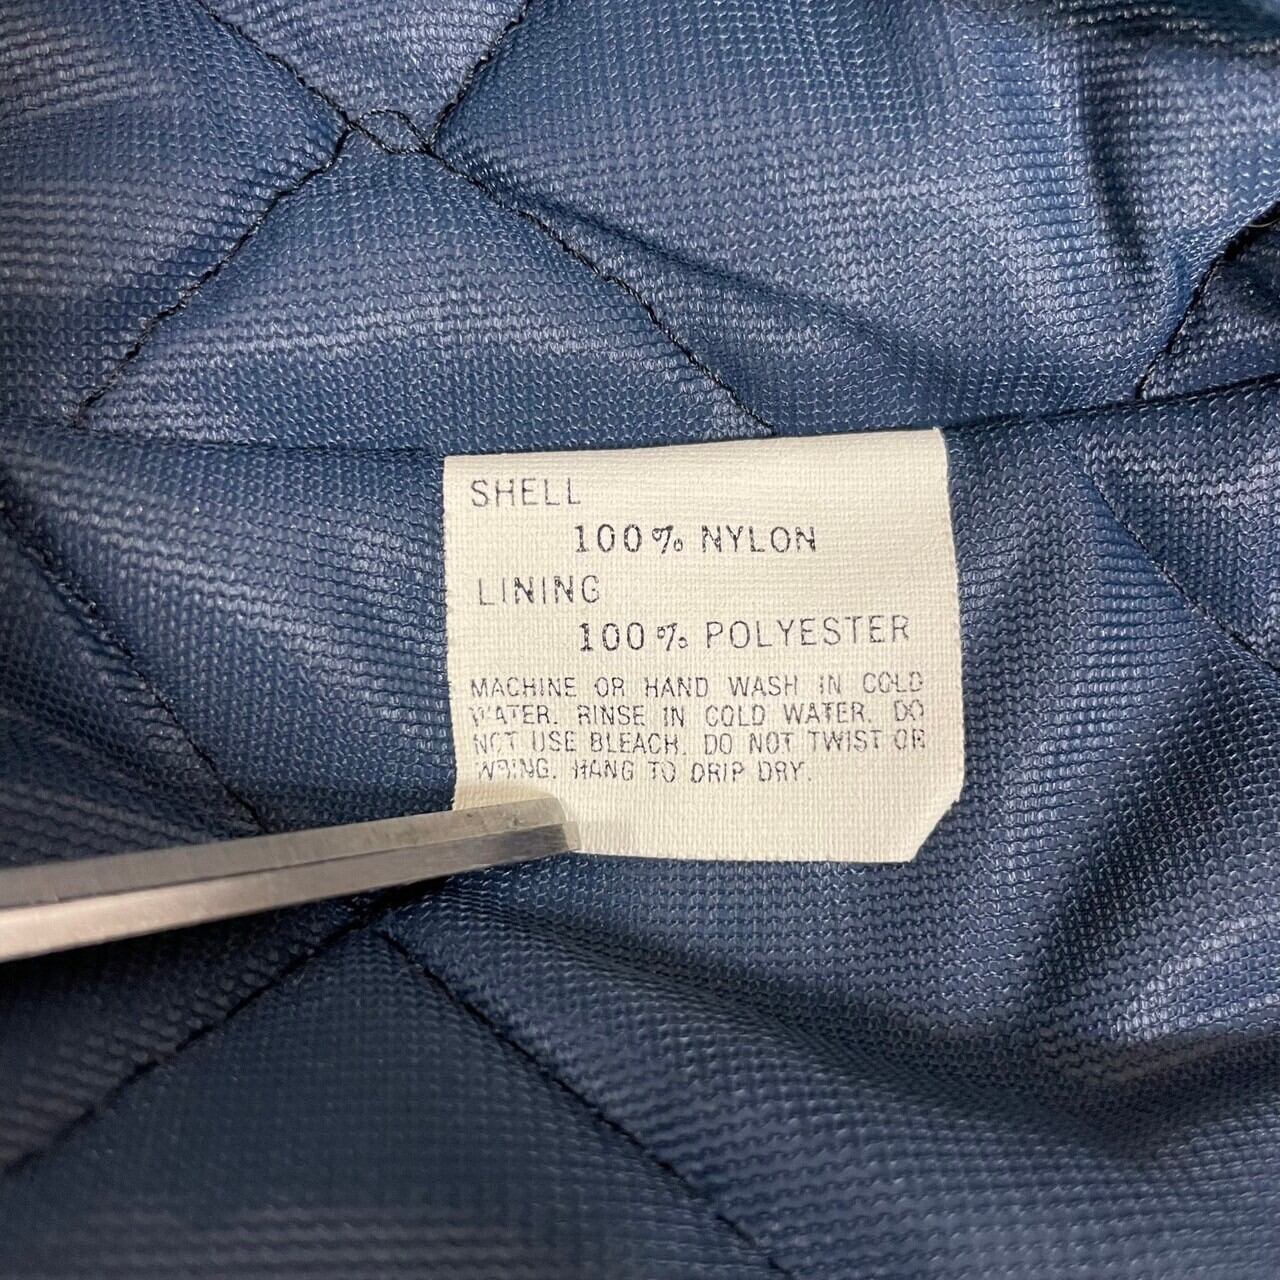 SHELL
100% NYLON
LINING
100% POLYESTER
MACHINE OR HAND WASH IN COLD
WATER. RINSE IN COLD WATER. DO
NOT USE BLEACH. DO NOT TWIST OR
WRING. HANG TO DRIP DRY.